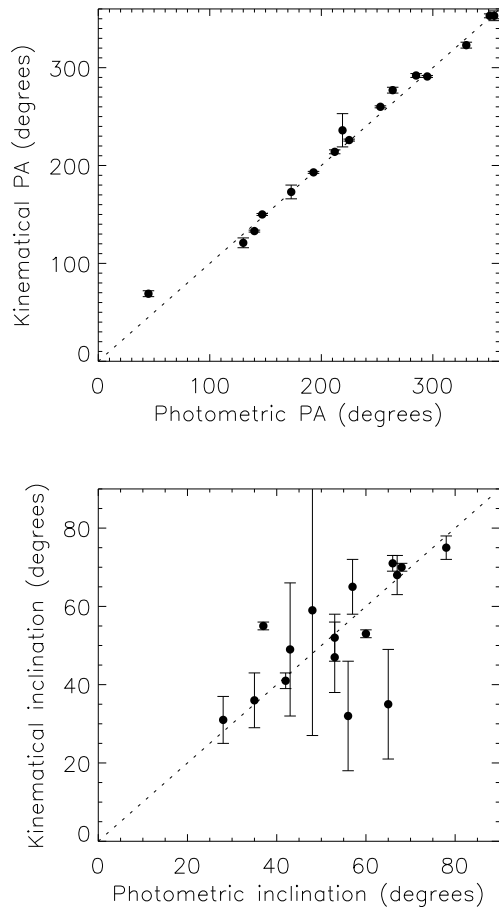 Kinematical PA (degrees)
300
200
100
0
0 100 200 300
Photometric PA (degrees)
Kinematical inclination (degrees)
80
60
40
20
0
0 20 40 60 80
Photometric inclination (degrees)